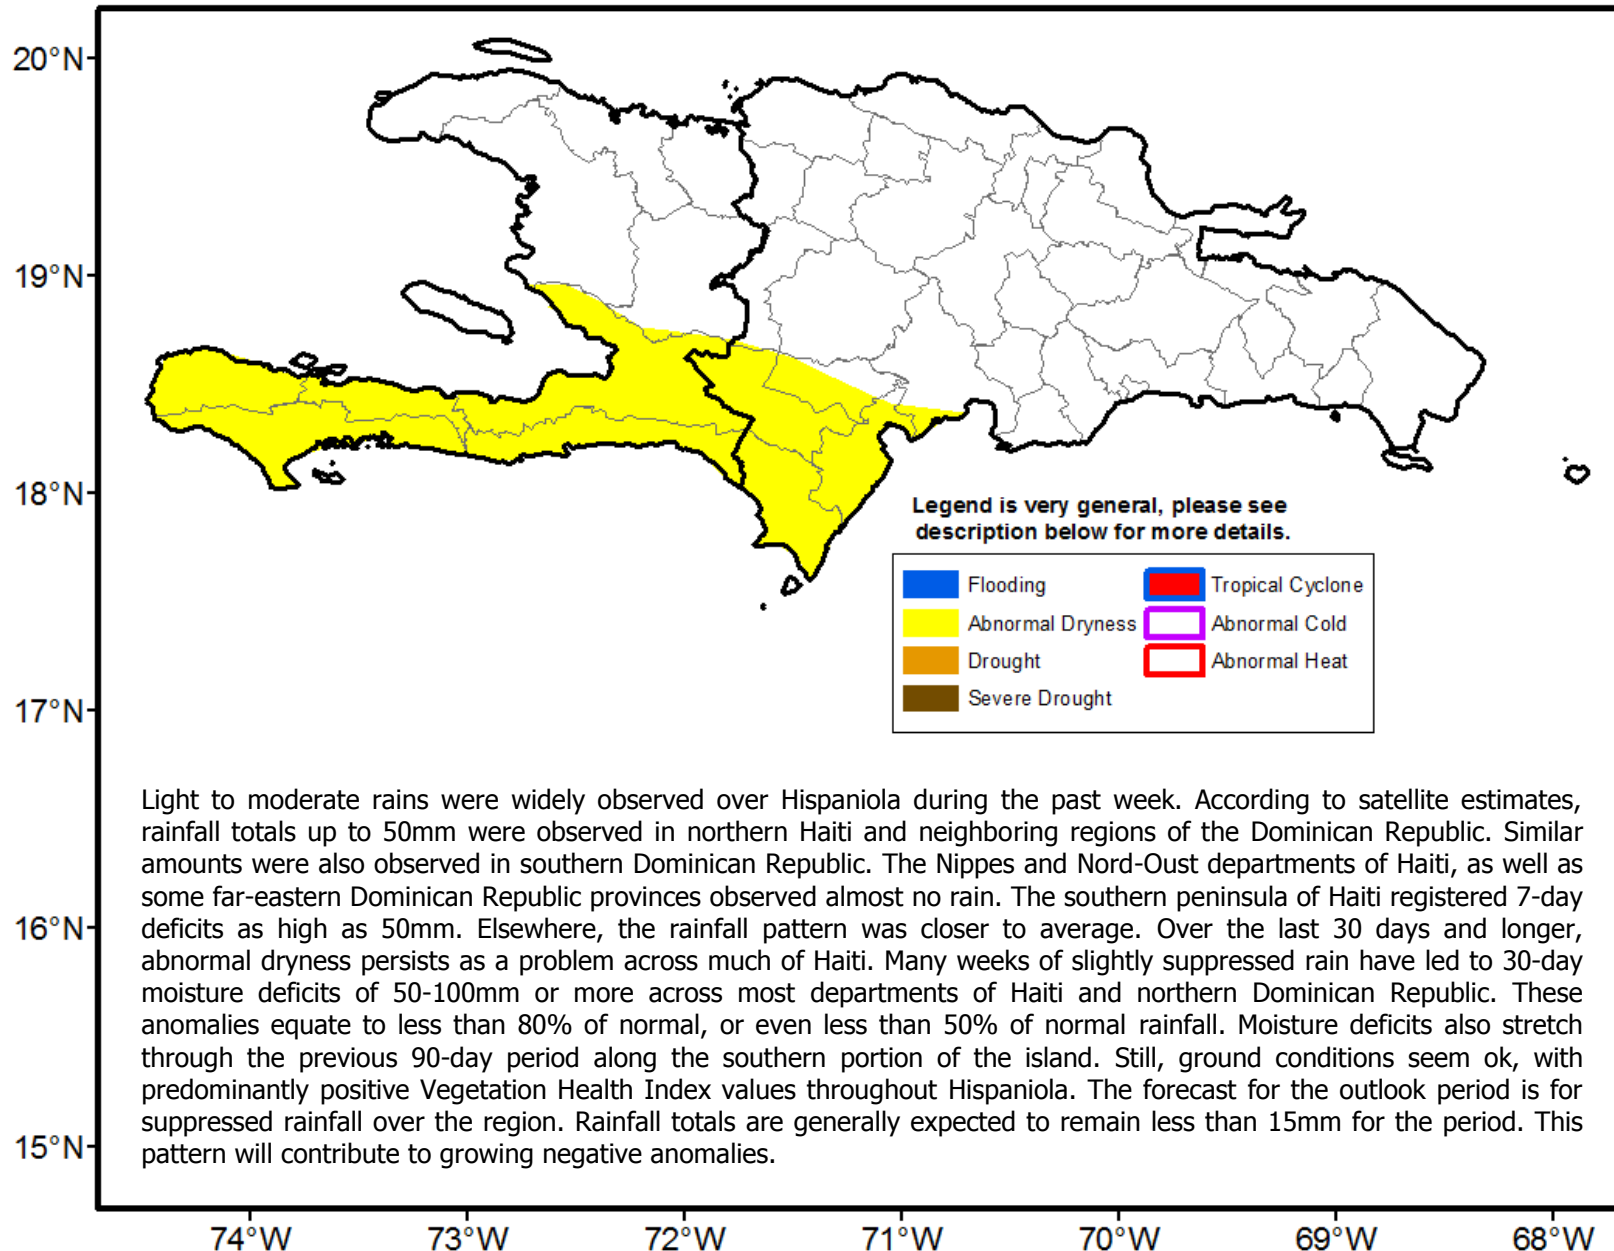 20°N
19°N
18°N
17°N
16°N
15°N
Legend is very general, please see
description below for more details.
Flooding
Tropical Cyclone
Abnormal Dryness
Abnormal Cold
Drought
Abnormal Heat
Severe Drought
Light to moderate rains were widely observed over Hispaniola during the past week. According to satellite estimates,
rainfall totals up to 50mm were observed in northern Haiti and neighboring regions of the Dominican Republic. Similar
amounts were also observed in southern Dominican Republic. The Nippes and Nord-Oust departments of Haiti, as well as
some far-eastern Dominican Republic provinces observed almost no rain. The southern peninsula of Haiti registered 7-day
deficits as high as 50mm. Elsewhere, the rainfall pattern was closer to average. Over the last 30 days and longer,
abnormal dryness persists as a problem across much of Haiti. Many weeks of slightly suppressed rain have led to 30-day
moisture deficits of 50-100mm or more across most departments of Haiti and northern Dominican Republic. These
anomalies equate to less than 80% of normal, or even less than 50% of normal rainfall. Moisture deficits also stretch
through the previous 90-day period along the southern portion of the island. Still, ground conditions seem ok, with
predominantly positive Vegetation Health Index values throughout Hispaniola. The forecast for the outlook period is for
suppressed rainfall over the region. Rainfall totals are generally expected to remain less than 15mm for the period. This
pattern will contribute to growing negative anomalies.
74°W 73°W 72°W 71°W 70°W 69°W 68°W